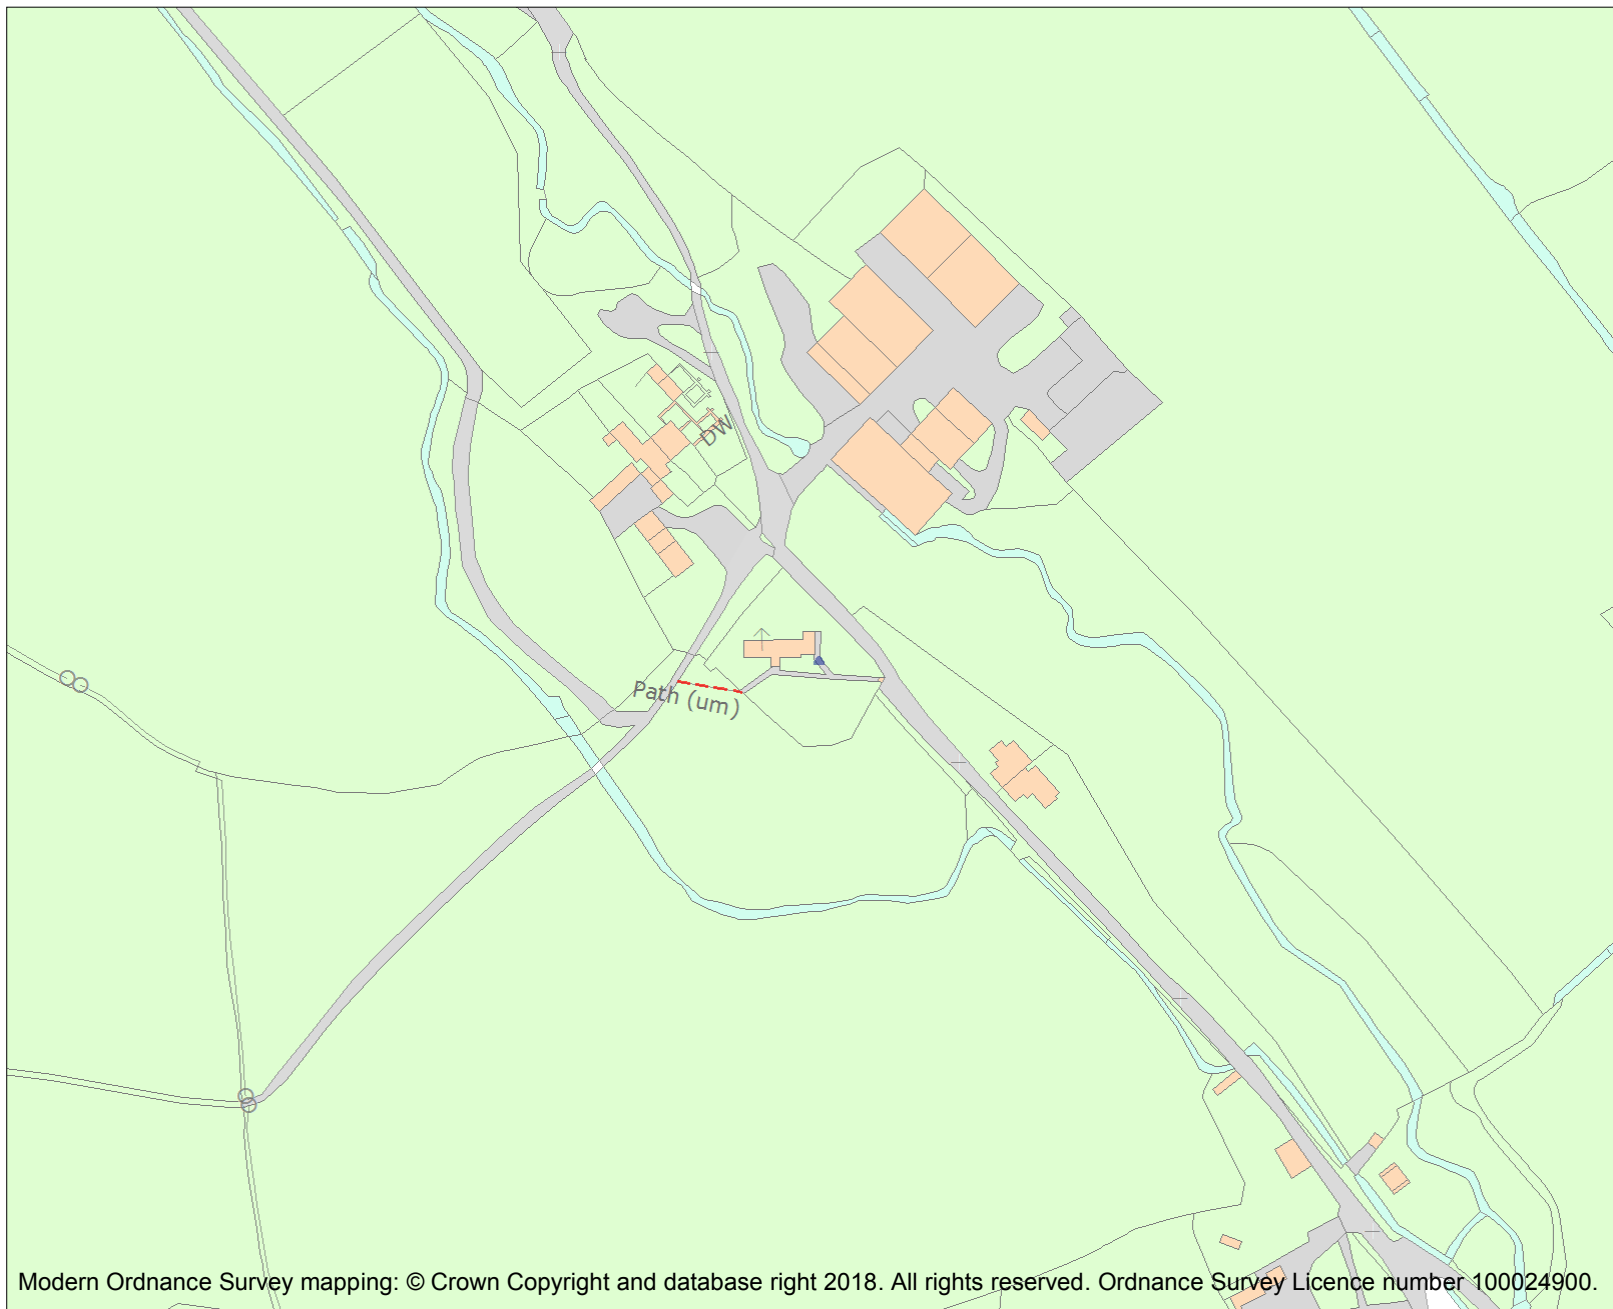 DW
Path (um)
Modern Ordnance Survey mapping: © Crown Copyright and database right 2018. All rights reserved. Ordnance Survey Licence number 100024900.